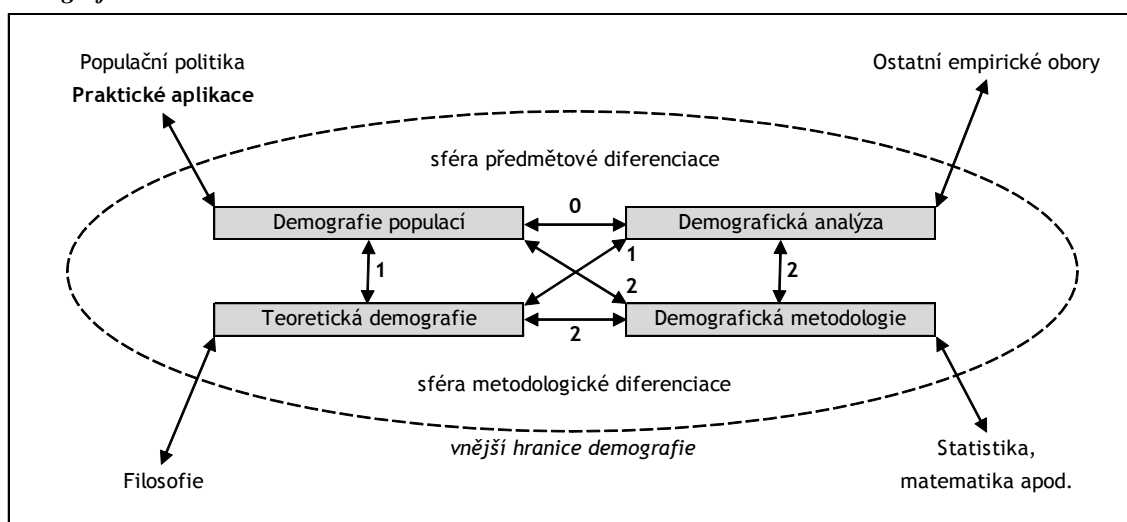 Populační politika
Praktické aplikace
Ostatní empirické obory
sféra předmětové diferenciace
Demografie populací
0
Demografická analýza
1
1
2
2
Teoretická demografie
2
Demografická metodologie
sféra metodologické diferenciace
vnější hranice demografie
Filosofie
Statistika,
matematika apod.